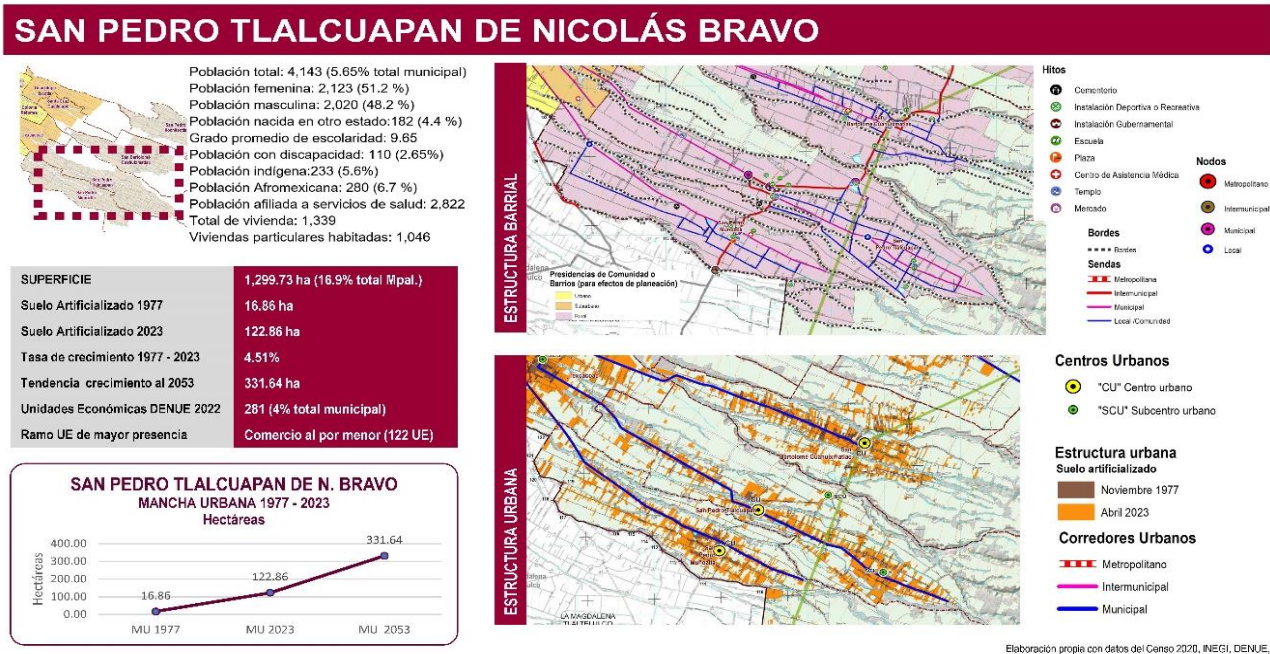 SAN PEDRO TLALCUAPAN DE NICOLÁS BRAVO
Población total: 4,143 (5.65% total municipal)
Población femenina: 2,123 (51.2 %)
Población masculina: 2,020 (48.2 %)
Población nacida en otro estado:182 (4.4 %)
Grado promedio de escolaridad: 9.65
Población con discapacidad: 110 (2.65%)
Población indígena:233 (5.6%)
Población Afromexicana: 280 (6.7 %)
Población afiliada a servicios de salud: 2,822
Total de vivienda: 1,339
Viviendas particulares habitadas: 1,046
SUPERFICIE 1,299.73 ha (16.9% total Mpal.)
Suelo Artificializado 1977 16.86 ha
Suelo Artificializado 2023 122.86 ha
Tasa de crecimiento 1977 - 2023 4.51%
Tendencia crecimiento al 2053 331.64 ha
Unidades Económicas DENUE 2022 281 (4% total municipal)
Ramo UE de mayor presencia Comercio al por menor (122 UE)
SAN PEDRO TLALCUAPAN DE N. BRAVO
MANCHA URBANA 1977 - 2023
Hectáreas
Hectáreas
400.00
300.00
200.00
100.00
0.00
16.86
122.86
331.64
MU 1977
MU 2023
MU 2053
ESTRUCTURA BARRIAL
Presidencias de Comunidad o
Barrios (para efectos de planeación)
Urbano
Suburbano
Rural
Hitos
Cementerio
Instalación Deportiva o Recreativa
Instalación Gubernamental
Escuela
Plaza
Centro de Asistencia Médica
Templo
Mercado
Nodos
Metropolitano
Intermunicipal
Municipal
Local
Bordes
Bordes
Sendas
Metropolitana
Intermunicipal
Municipal
Local /Comunidad
ESTRUCTURA URBANA
San
CU
San Pedro Tlalcuapan
SCU
CU
LA MAGDALENA
TLALTELULCO
Centros Urbanos
"CU" Centro urbano
"SCU" Subcentro urbano
Estructura urbana
Suelo artificializado
Noviembre 1977
Abril 2023
Corredores Urbanos
Metropolitano
Intermunicipal
Municipal
Elaboración propia con datos del Censo 2020, INEGI, DENUE,